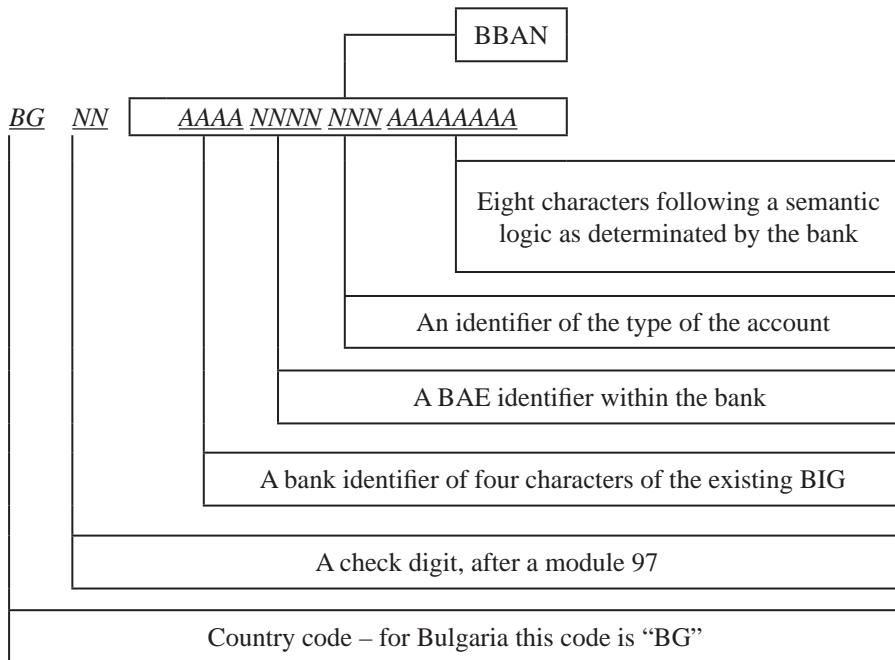 BBAN
BG NN AAAA NNNN NNN AAAAAAAA
Eight characters following a semantic
logic as determinated by the bank
An identifier of the type of the account
A BAE identifier within the bank
A bank identifier of four characters of the existing BIG
A check digit, after a module 97
Country code – for Bulgaria this code is “BG”